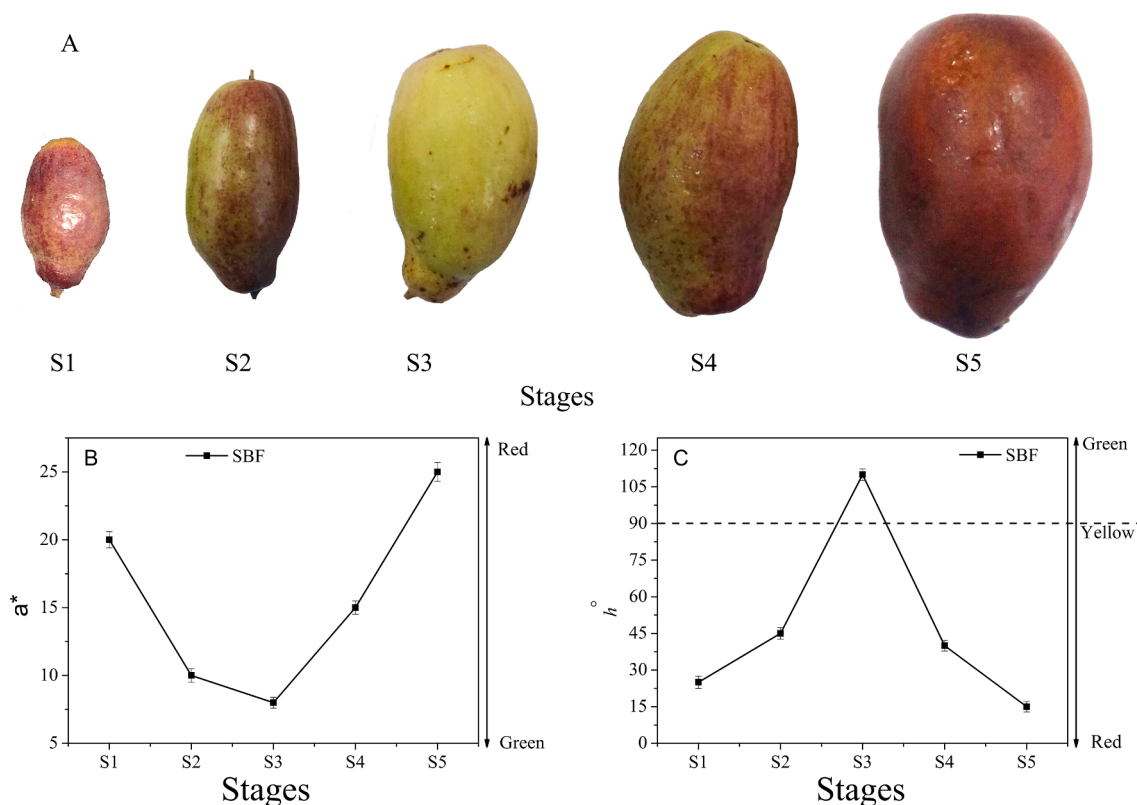 A
S1 S2 S3 S4 S5
Stages
B
SBF
a*
25
20
15
10
5
S1 S2 S3 S4 S5
Stages
Red
Green
C
SBF
h°
120
105
90
75
60
45
30
15
0
S1 S2 S3 S4 S5
Stages
Green
Yellow
Red